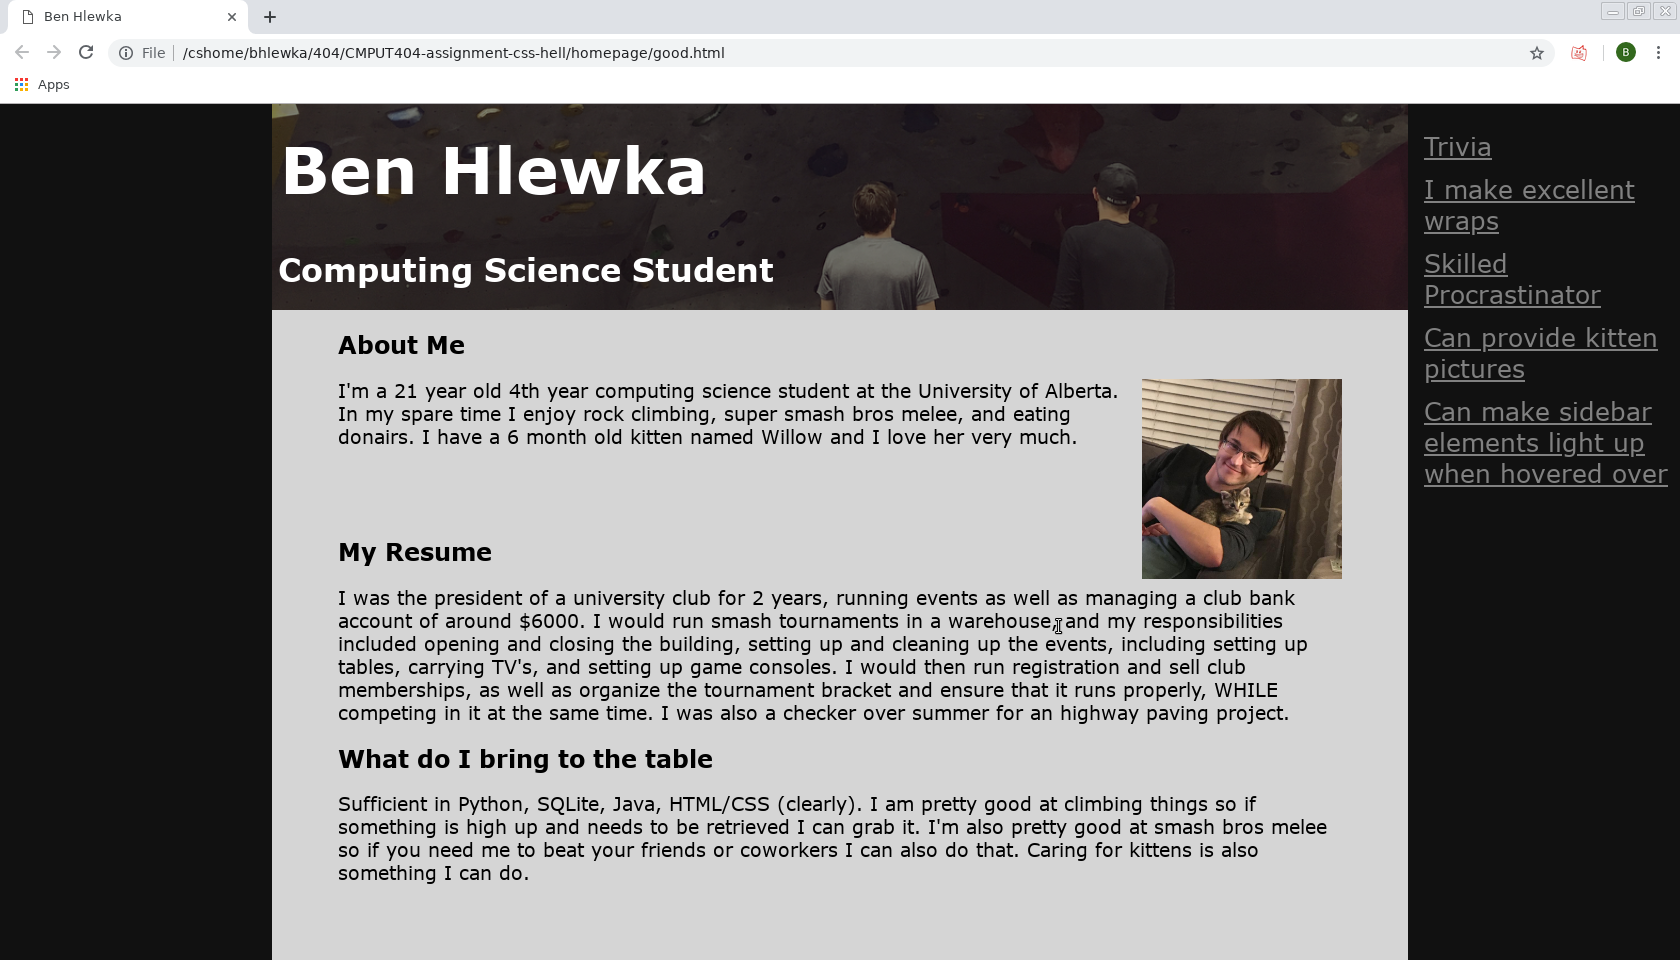 Ben Hlewka
File
/cshome/bhlewka/404/CMPUT404-assignment-css-hell/homepage/good.html
B
Apps
Ben Hlewka
Computing Science Student
About Me
I'm a 21 year old 4th year computing science student at the University of Alberta.
In my spare time I enjoy rock climbing, super smash bros melee, and eating
donairs. I have a 6 month old kitten named Willow and I love her very much.
My Resume
I was the president of a university club for 2 years, running events as well as managing a club bank
account of around $6000. I would run smash tournaments in a warehouse, and my responsibilities
included opening and closing the building, setting up and cleaning up the events, including setting up
tables, carrying TV's, and setting up game consoles. I would then run registration and sell club
memberships, as well as organize the tournament bracket and ensure that it runs properly, WHILE
competing in it at the same time. I was also a checker over summer for an highway paving project.
What do I bring to the table
Sufficient in Python, SQLite, Java, HTML/CSS (clearly). I am pretty good at climbing things so if
something is high up and needs to be retrieved I can grab it. I'm also pretty good at smash bros melee
so if you need me to beat your friends or coworkers I can also do that. Caring for kittens is also
something I can do.
Trivia
I make excellent
wraps
Skilled
Procrastinator
Can provide kitten
pictures
Can make sidebar
elements light up
when hovered over